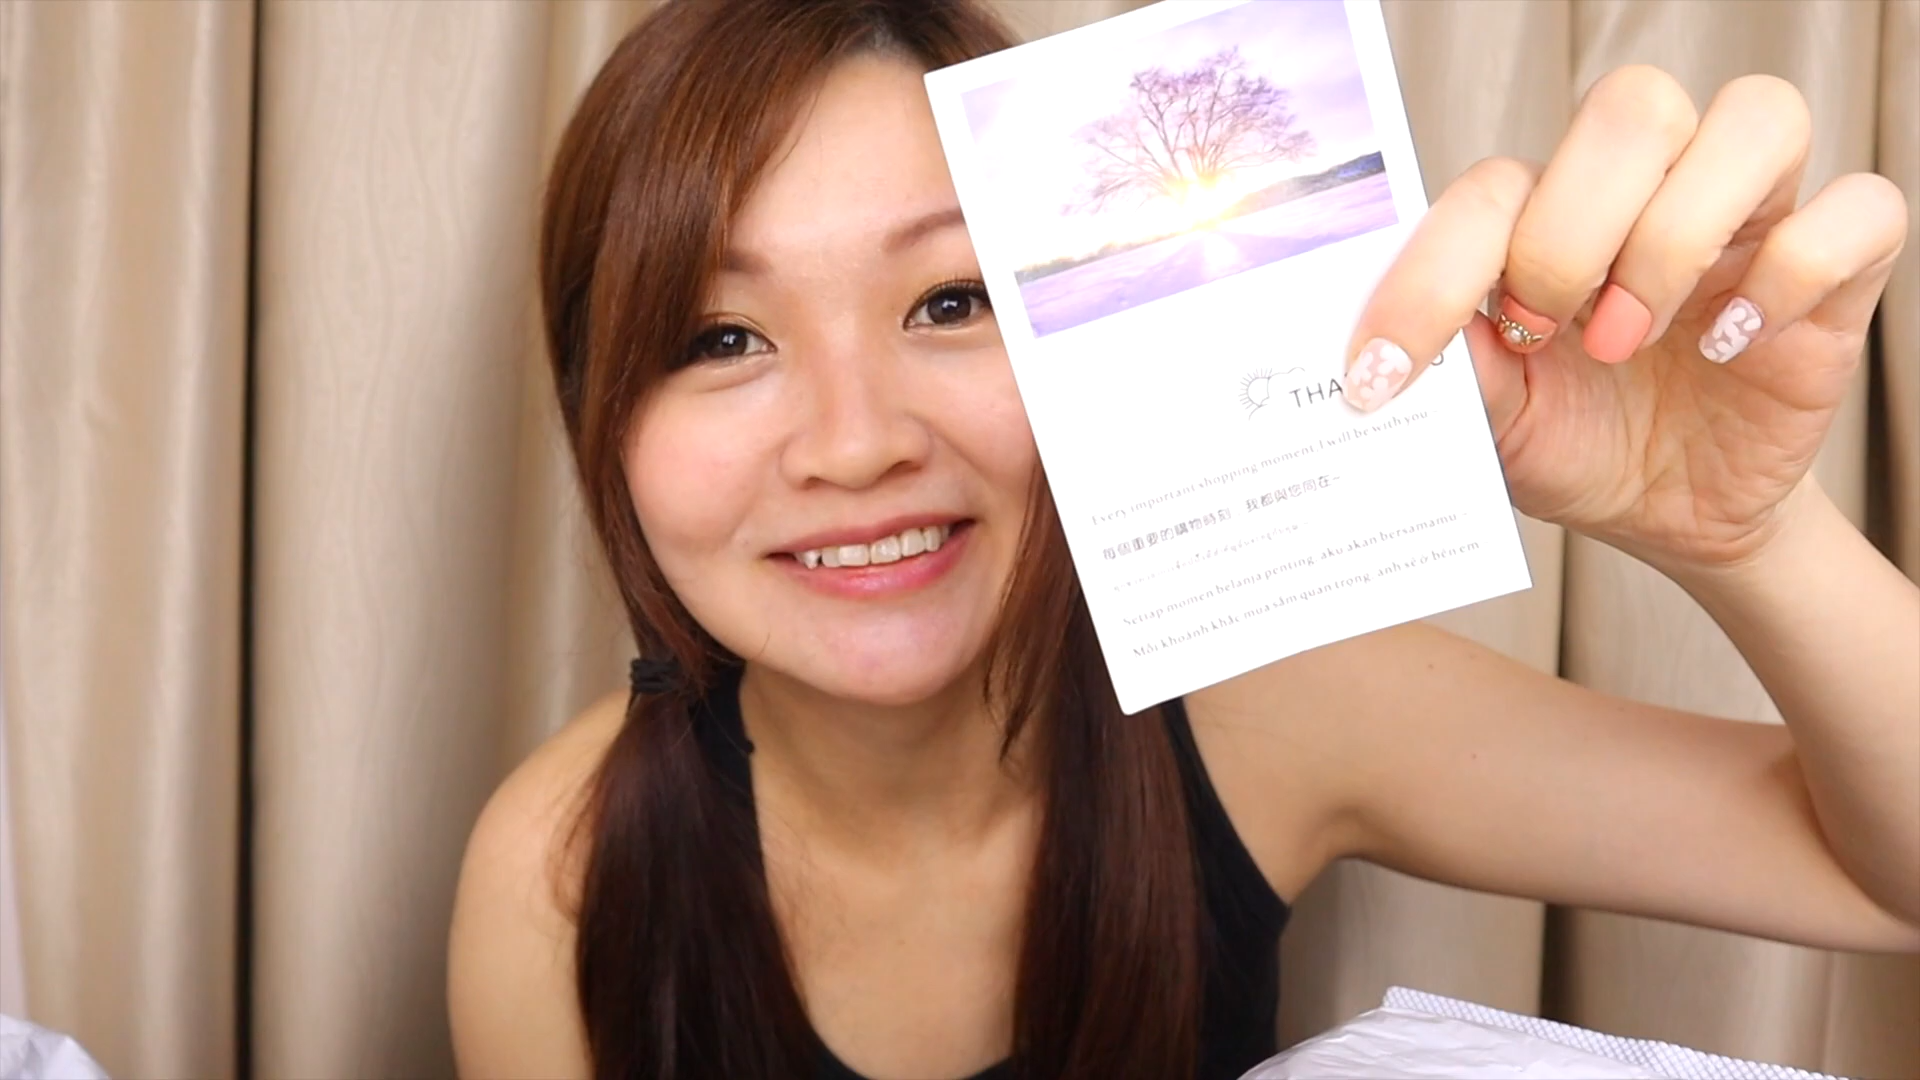 THA
Every important shopping moment, I will be with you ~
每個重要的購物時刻 我都與您同在~
Setiap momen belanja penting, aku akan bersamamu ~
Mỗi khoảnh khắc mua sắm quan trọng, anh sẽ ở bên em